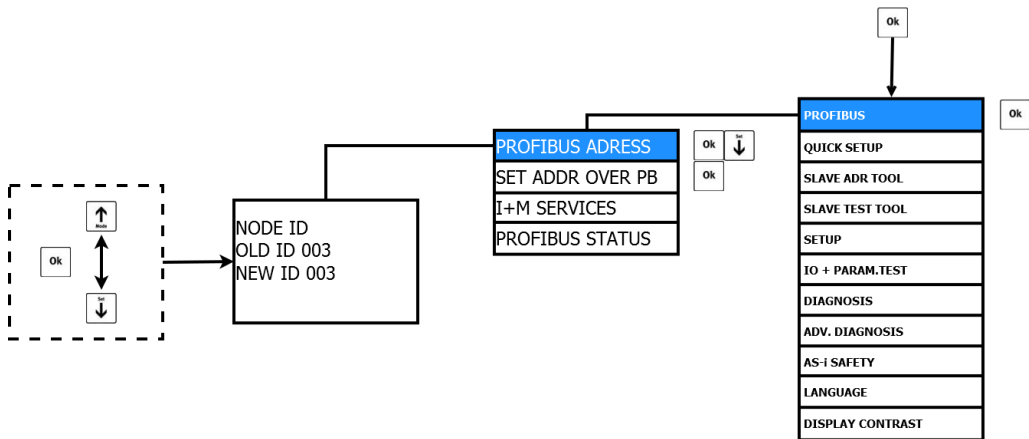 Ok
PROFIBUS
Ok
QUICK SETUP
SLAVE ADR TOOL
SLAVE TEST TOOL
SETUP
IO + PARAM.TEST
DIAGNOSIS
ADV. DIAGNOSIS
AS-i SAFETY
LANGUAGE
DISPLAY CONTRAST
PROFIBUS ADRESS
Ok
Set
SET ADDR OVER PB
Ok
I+M SERVICES
PROFIBUS STATUS
NODE ID
OLD ID 003
NEW ID 003
Mode
Ok
Set